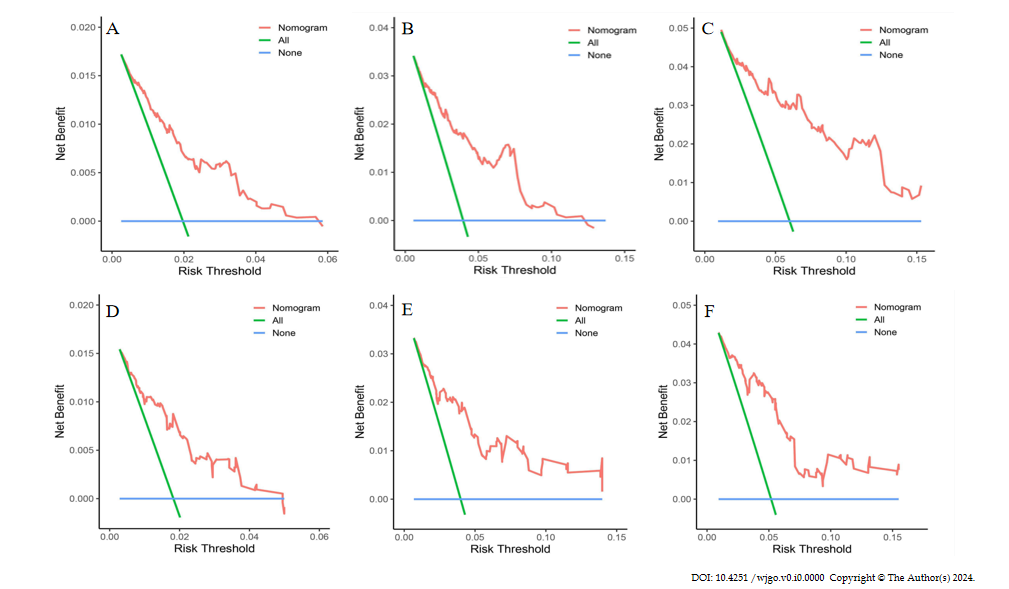 A
Nomogram
All
None
0.020
0.015
0.010
0.005
0.000
Net Benefit
0.00 0.02 0.04 0.06
Risk Threshold
B
Nomogram
All
None
0.04
0.03
0.02
0.01
0.00
Net Benefit
0.00 0.05 0.10 0.15
Risk Threshold
C
Nomogram
All
None
0.05
0.04
0.03
0.02
0.01
0.00
Net Benefit
0.00 0.05 0.10 0.15
Risk Threshold
D
Nomogram
All
None
0.020
0.015
0.010
0.005
0.000
Net Benefit
0.00 0.02 0.04 0.06
Risk Threshold
E
Nomogram
All
None
0.04
0.03
0.02
0.01
0.00
Net Benefit
0.00 0.05 0.10 0.15
Risk Threshold
F
Nomogram
All
None
0.05
0.04
0.03
0.02
0.01
0.00
Net Benefit
0.00 0.05 0.10 0.15
Risk Threshold
DOI: 10.4251 /wjgo.v0.i0.0000 Copyright © The Author(s) 2024.